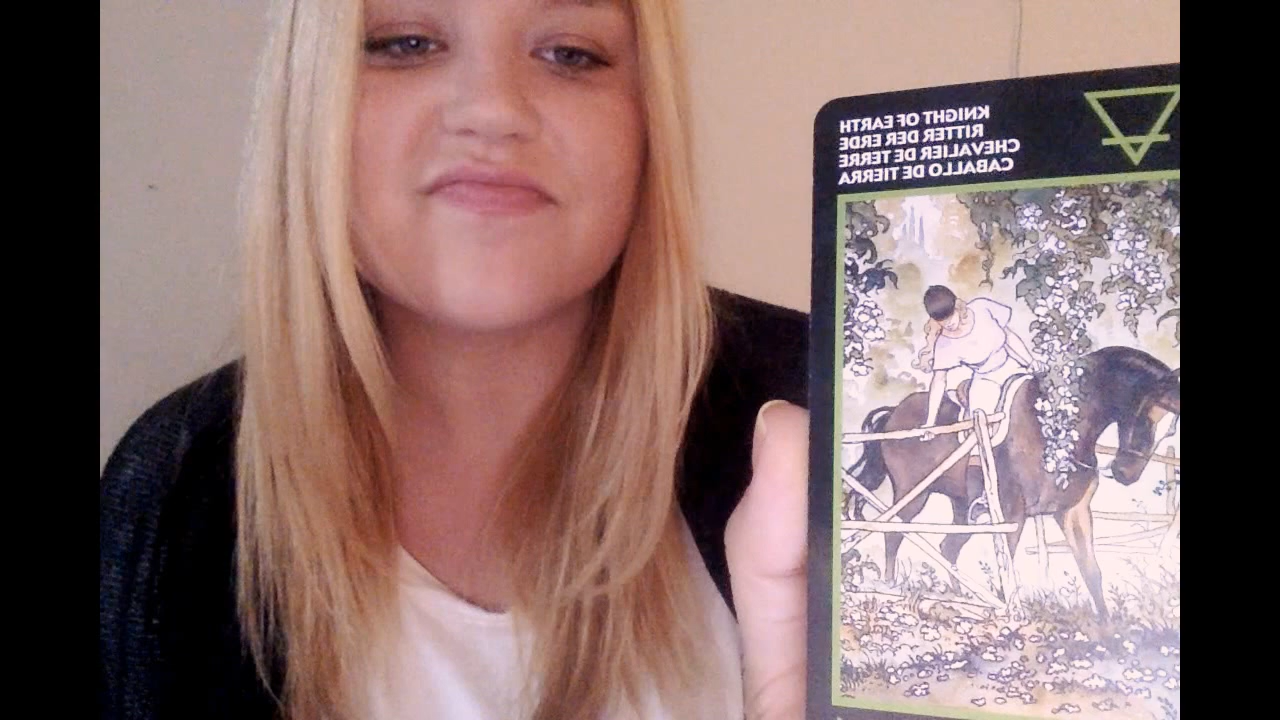 KNIGHT OF EARTH
RITTER DER ERDE
CHEVALIER DE TERRE
CABALLO DE TIERRA